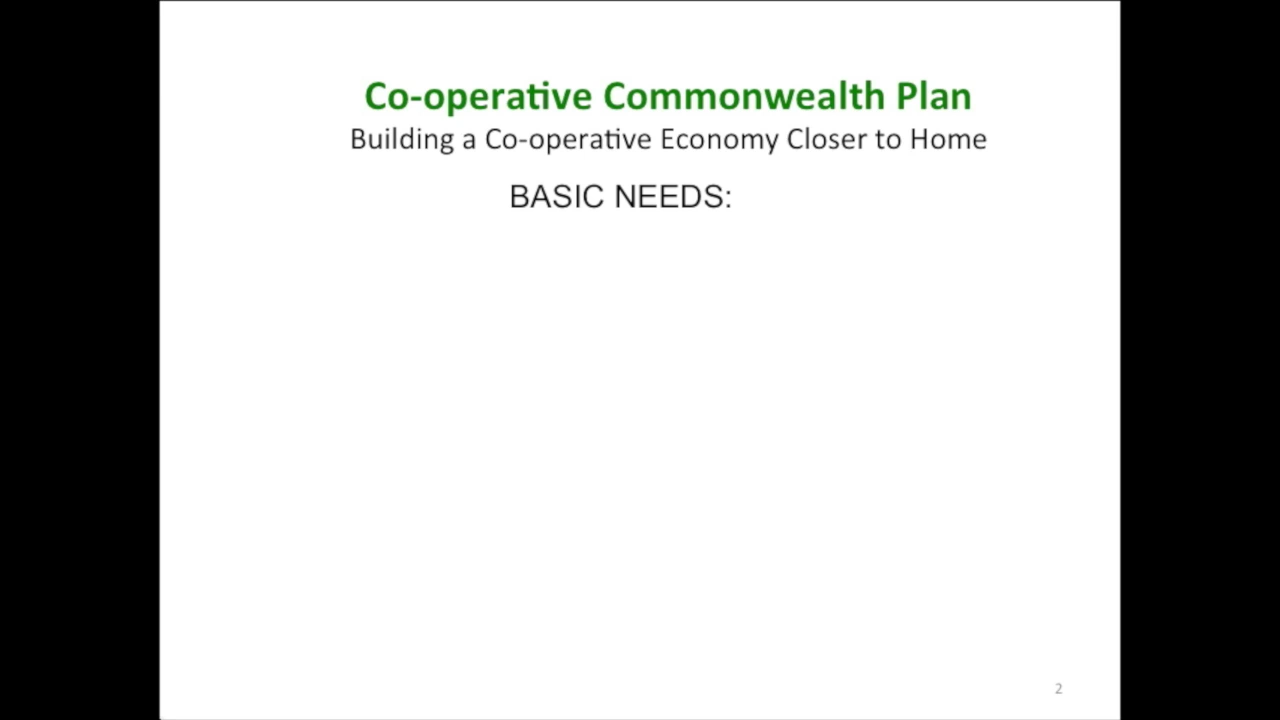 Co-operative Commonwealth Plan
Building a Co-operative Economy Closer to Home
BASIC NEEDS:
2